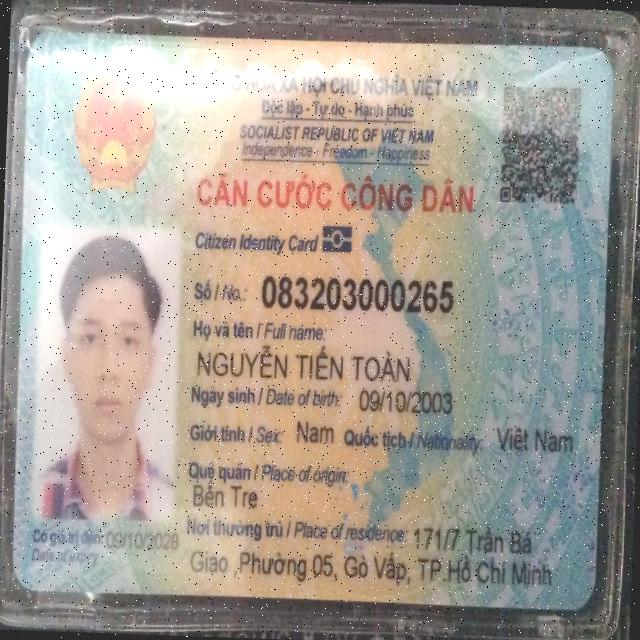 HÒA XÃ HỘI CHỦ NGHĨA VIỆT NAM
Độc lập - Tự do - Hạnh phúc
SOCIALIST REPUBLIC OF VIET NAM
Independence - Freedom - Happiness
CĂN CƯỚC CÔNG DÂN
Citizen Identity Card
Số / No.: 083203000265
Họ và tên / Full name:
NGUYỄN TIẾN TOÀN
Ngày sinh / Date of birth: 09/10/2003
Giới tính / Sex: Nam Quốc tịch / Nationality: Việt Nam
Quê quán / Place of origin:
Bến Tre
Nơi thường trú / Place of residence: 171/7 Trần Bá
Giao ,Phường 05, Gò Vấp, TP.Hồ Chí Minh
Có giá trị đến: 09/10/2028
Date of expiry